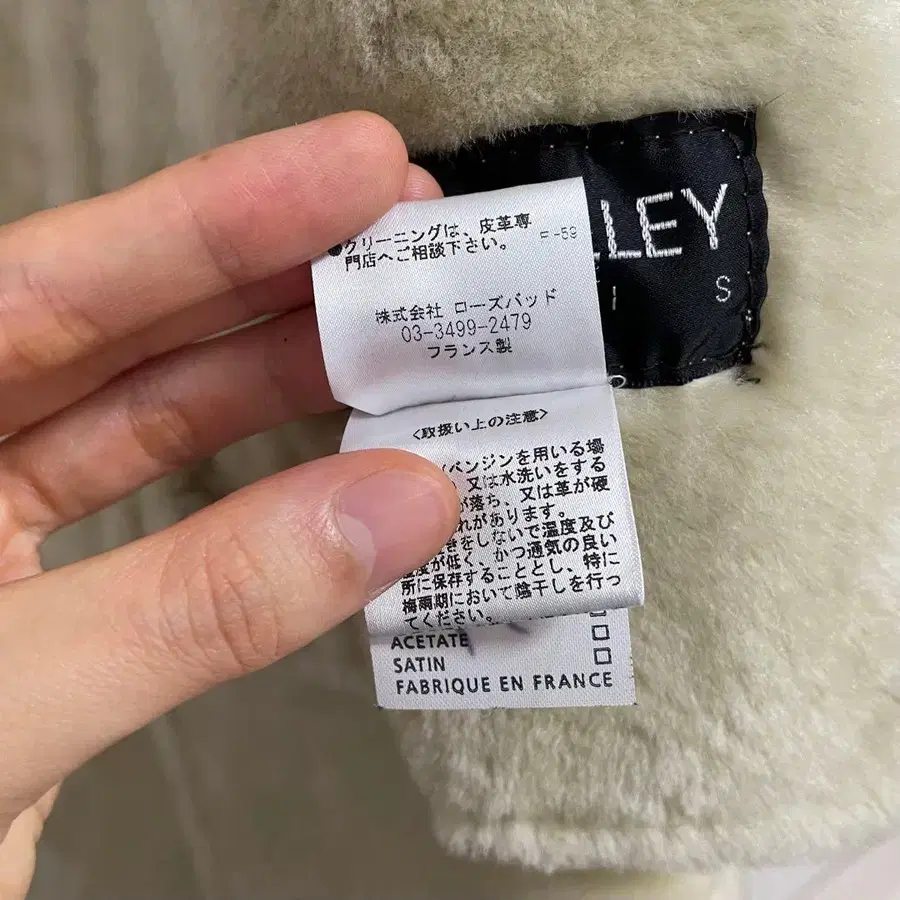 ●クリーニングは、皮革専
門店へご相談下さい。
F-59
株式会社 ローズバッド
03-3499-2479
フランス製
LLEY
S
〈取扱い上の注意〉
ベンジンを用いる場
又は水洗いをする
が落ち、又は革が硬
れがあります。
をしないで温度及び
度が低く、かつ通気の良い
所に保存することとし、特に
梅雨期において陰干しを行っ
てください。
ACETATE
SATIN
FABRIQUE EN FRANCE